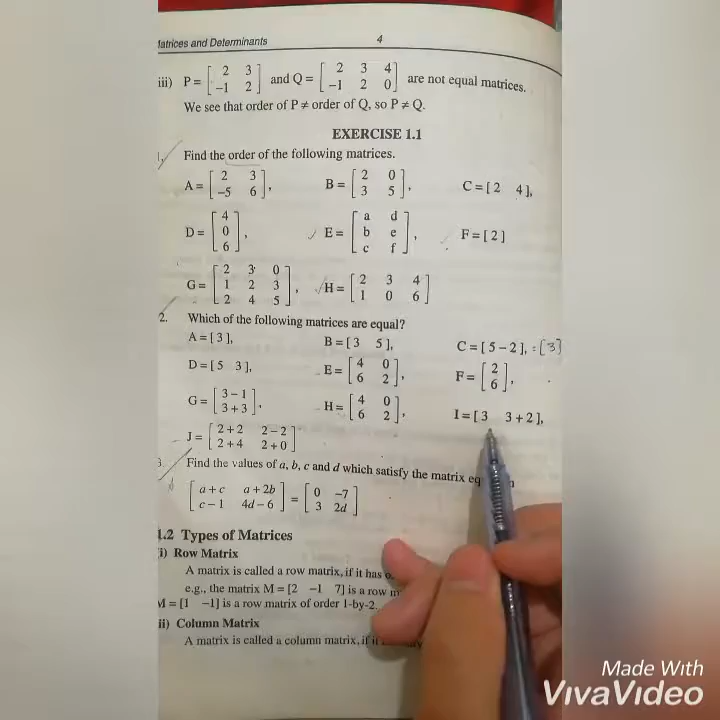 Matrices and Determinants 4
iii) P = [ 2 3 ] and Q = [ 2 3 4 ] are not equal matrices.
[ -1 2 ] [ -1 2 0 ]
We see that order of P ≠ order of Q, so P ≠ Q.
EXERCISE 1.1
1. Find the order of the following matrices.
A = [ 2 3 ; -5 6 ], B = [ 2 0 ; 3 5 ], C = [ 2 4 ],
D = [ 4 ; 0 ; 6 ], E = [ a d ; b e ; c f ], F = [ 2 ]
G = [ 2 3 0 ; 1 2 3 ; 2 4 5 ], H = [ 2 3 4 ; 1 0 6 ]
2. Which of the following matrices are equal?
A = [ 3 ], B = [ 3 5 ], C = [ 5 – 2 ], = [3]
D = [ 5 3 ], E = [ 4 0 ; 6 2 ], F = [ 2 ; 6 ],
G = [ 3 – 1 ; 3 + 3 ], H = [ 4 0 ; 6 2 ], I = [ 3 3 + 2 ],
J = [ 2 + 2 2 – 2 ; 2 + 4 2 + 0 ]
3. Find the values of a, b, c and d which satisfy the matrix eq
[ a + c a + 2b ; c – 1 4d – 6 ] = [ 0 -7 ; 3 2d ]
1.2 Types of Matrices
(i) Row Matrix
A matrix is called a row matrix, if it has
e.g., the matrix M = [2 -1 7] is a row
M = [1 -1] is a row matrix of order 1-by-2.
ii) Column Matrix
A matrix is called a column matrix, if it
Made With
VivaVideo